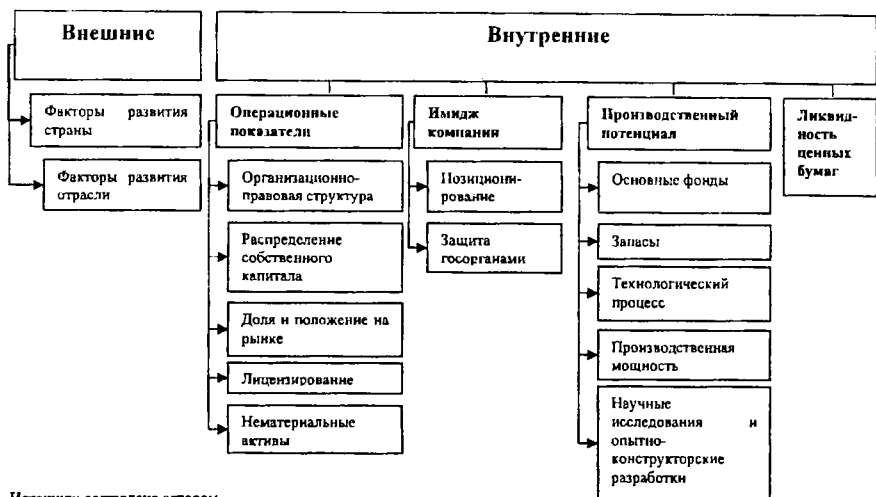 Внешние
Внутренние
Факторы развития
страны
Факторы развития
отрасли
Операционные
показатели
Организационно-
правовая структура
Распределение
собственного
капитала
Доля и положение на
рынке
Лицензирование
Нематериальные
активы
Имидж
компании
Позициони-
рование
Защита
госорганами
Производственный
потенциал
Основные фонды
Запасы
Технологический
процесс
Производственная
мощность
Научные
исследования и
опытно-
конструкторские
разработки
Ликвид-
ность
ценных
бумаг